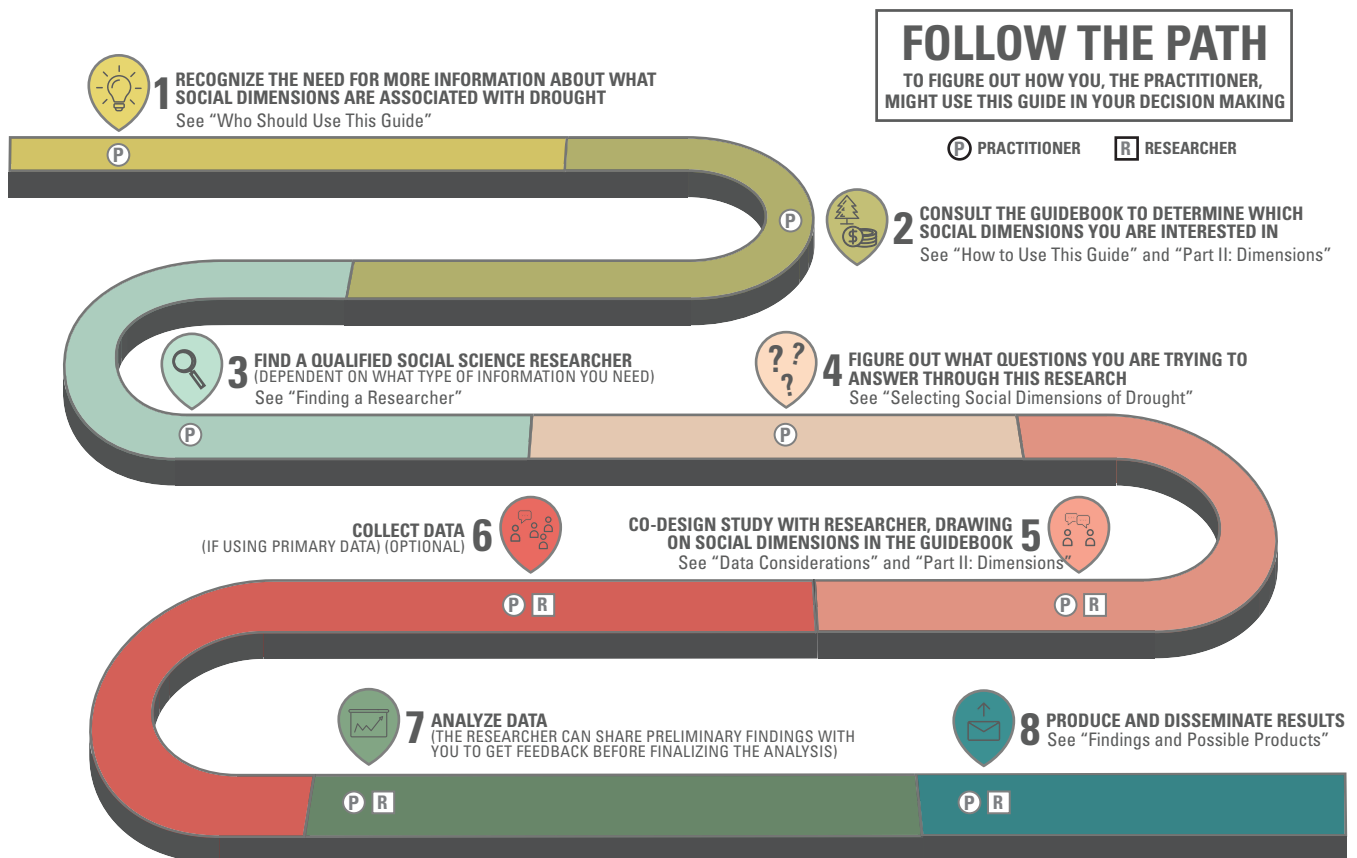 FOLLOW THE PATH
TO FIGURE OUT HOW YOU, THE PRACTITIONER,
MIGHT USE THIS GUIDE IN YOUR DECISION MAKING
P PRACTITIONER
R RESEARCHER
1 RECOGNIZE THE NEED FOR MORE INFORMATION ABOUT WHAT
SOCIAL DIMENSIONS ARE ASSOCIATED WITH DROUGHT
See “Who Should Use This Guide”
P
P
$
2 CONSULT THE GUIDEBOOK TO DETERMINE WHICH
SOCIAL DIMENSIONS YOU ARE INTERESTED IN
See “How to Use This Guide” and “Part II: Dimensions”
3 FIND A QUALIFIED SOCIAL SCIENCE RESEARCHER
(DEPENDENT ON WHAT TYPE OF INFORMATION YOU NEED)
See “Finding a Researcher”
P
? ?
?
4 FIGURE OUT WHAT QUESTIONS YOU ARE TRYING TO
ANSWER THROUGH THIS RESEARCH
See “Selecting Social Dimensions of Drought”
P
CO-DESIGN STUDY WITH RESEARCHER, DRAWING
ON SOCIAL DIMENSIONS IN THE GUIDEBOOK 5
See “Data Considerations” and “Part II: Dimensions”
P R
COLLECT DATA
(IF USING PRIMARY DATA) (OPTIONAL) 6
P R
7 ANALYZE DATA
(THE RESEARCHER CAN SHARE PRELIMINARY FINDINGS WITH
YOU TO GET FEEDBACK BEFORE FINALIZING THE ANALYSIS)
P R
8 PRODUCE AND DISSEMINATE RESULTS
See “Findings and Possible Products”
P R